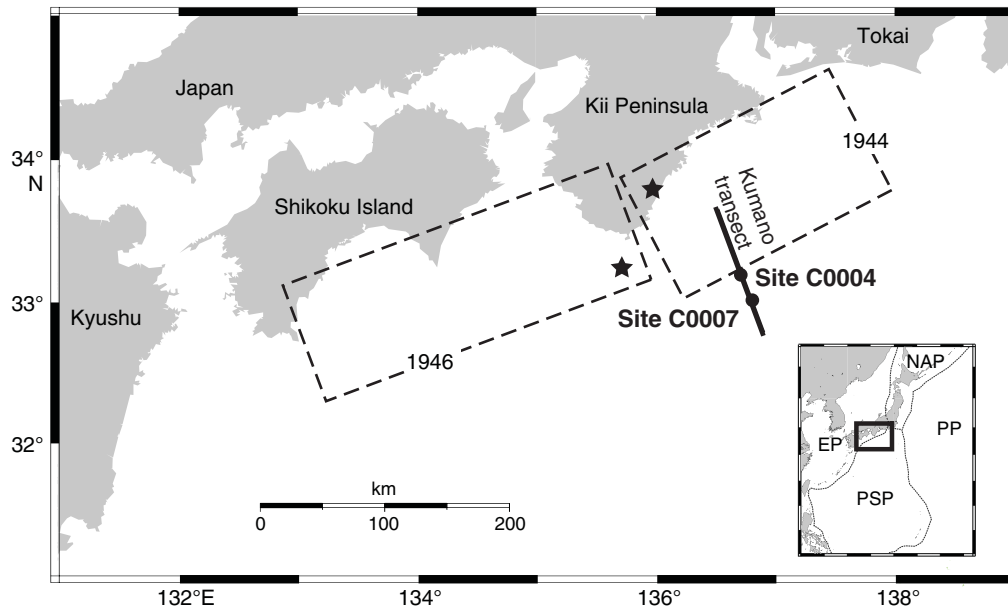 Tokai
Japan
Kii Peninsula
34°
N
1944
Kumano
transect
Shikoku Island
Site C0004
33°
Kyushu
Site C0007
1946
NAP
32°
EP
PP
km
PSP
0
100
200
132°E
134°
136°
138°